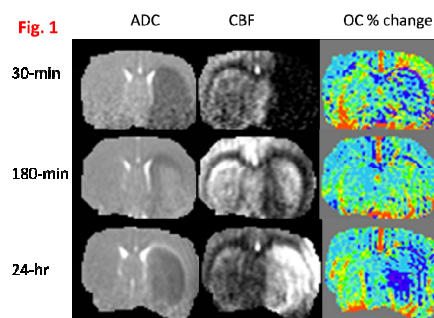 Fig. 1
ADC CBF OC % change
30-min
180-min
24-hr